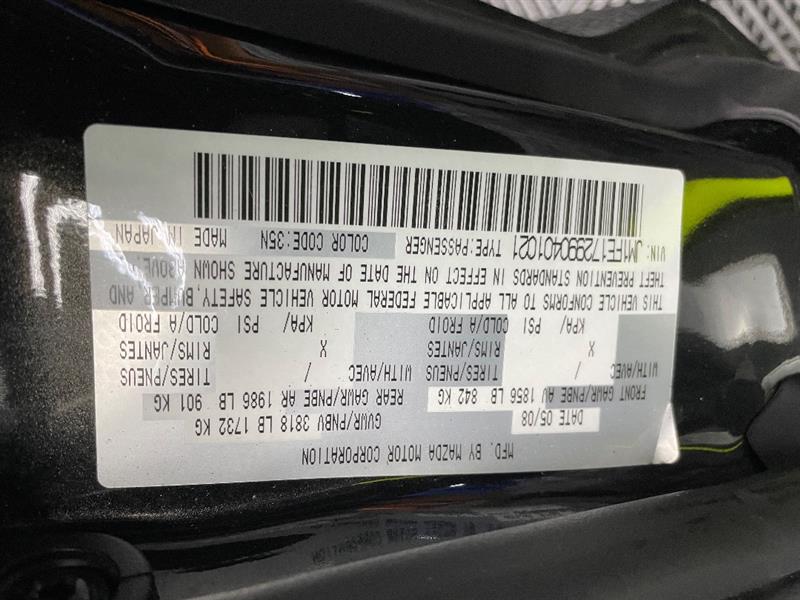 MFD. BY MAZDA MOTOR CORPORATION
DATE 05/08 GVWR/PNBV 3818 LB 1732 KG
FRONT GAWR/PNBE AV 1856 LB 842 KG REAR GAWR/PNBE AR 1986 LB 901 KG
WITH/AVEC / TIRES/PNEUS WITH/AVEC / TIRES/PNEUS
X RIMS/JANTES X RIMS/JANTES
KPA/ PSI COLD/A FROID KPA/ PSI COLD/A FROID
THIS VEHICLE CONFORMS TO ALL APPLICABLE FEDERAL MOTOR VEHICLE SAFETY, BUMPER AND
THEFT PREVENTION STANDARDS IN EFFECT ON THE DATE OF MANUFACTURE SHOWN ABOVE.
VIN: JM1FE172990401021 TYPE:PASSENGER COLOR CODE:35N MADE IN JAPAN